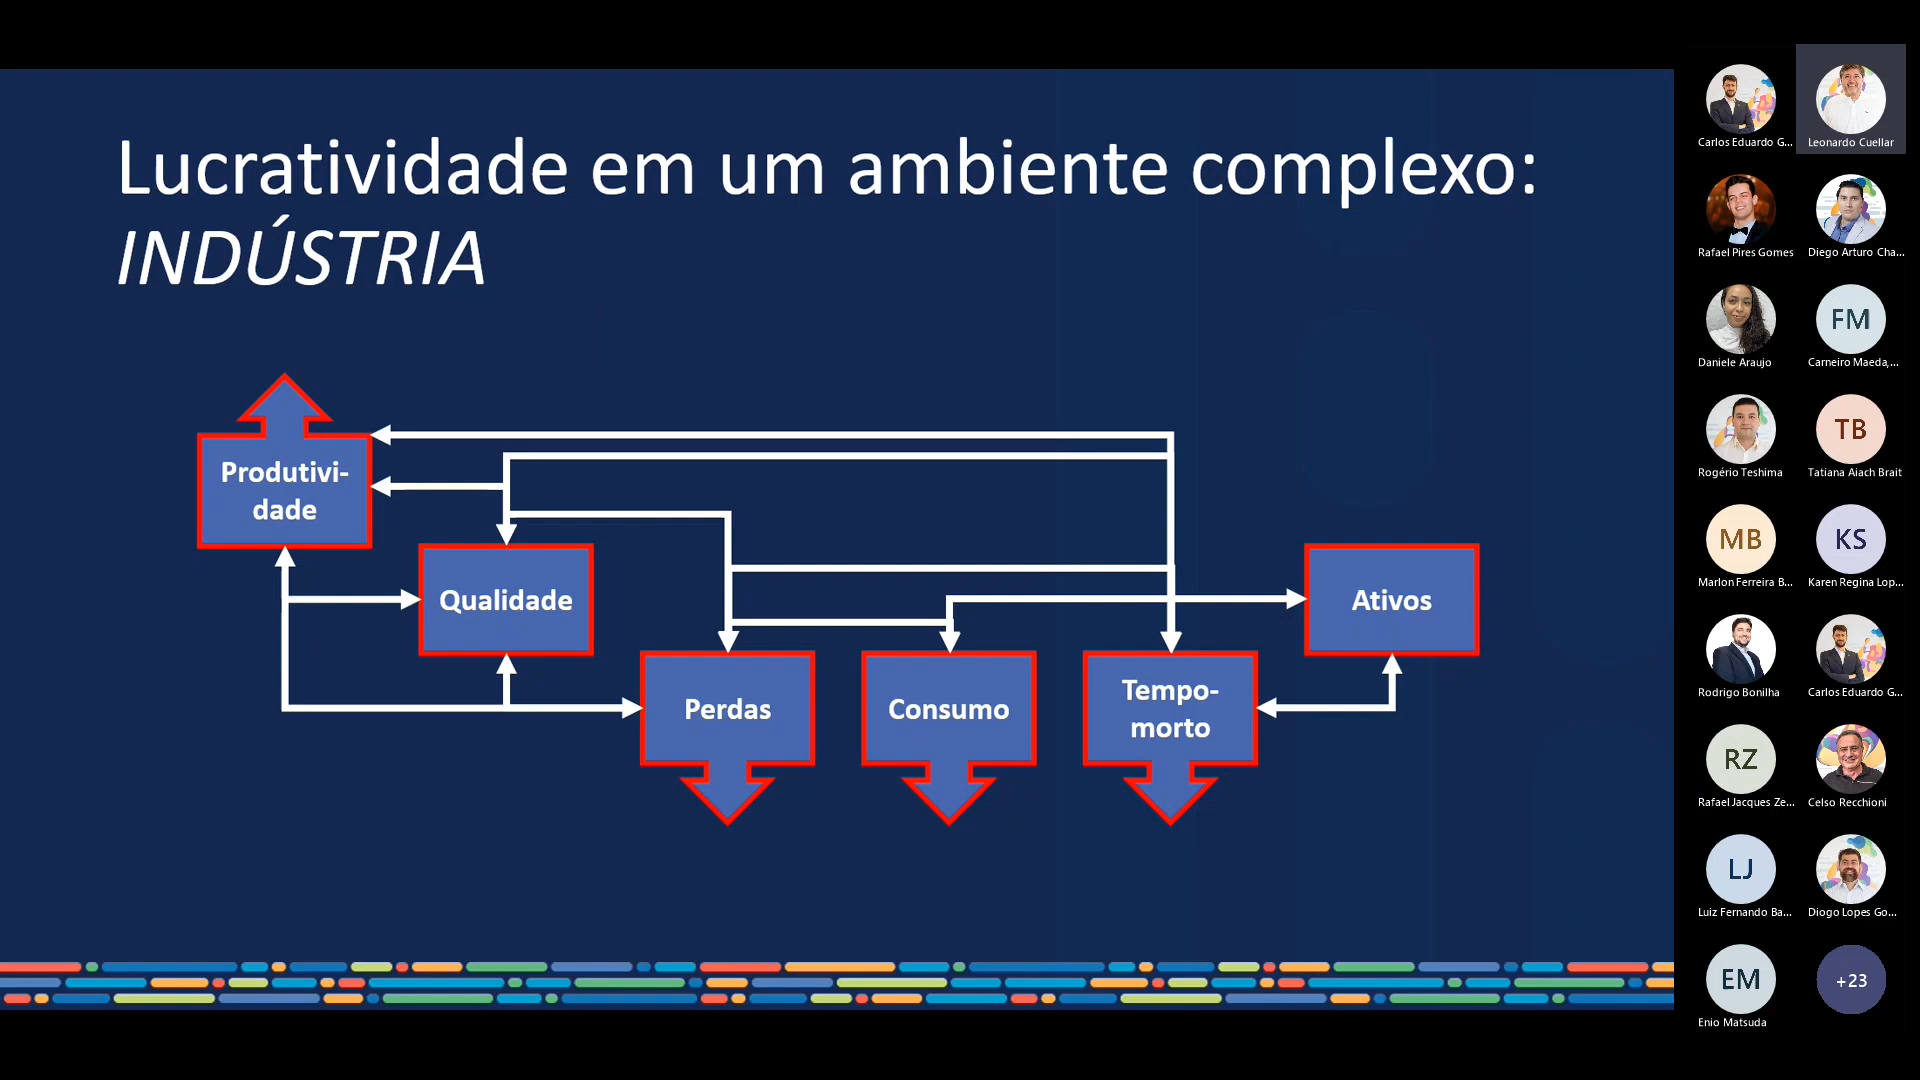 Lucratividade em um ambiente complexo:
INDÚSTRIA
Produtivi-
dade
Qualidade
Perdas
Consumo
Tempo-
morto
Ativos
Carlos Eduardo G...
Leonardo Cuellar
Rafael Pires Gomes
Diego Arturo Cha...
Daniele Araujo
FM
Carneiro Maeda,...
Rogério Teshima
TB
Tatiana Aiach Brait
MB
Marlon Ferreira B...
KS
Karen Regina Lop...
Rodrigo Bonilha
Carlos Eduardo G...
RZ
Rafael Jacques Ze...
Celso Recchioni
LJ
Luiz Fernando Ba...
Diogo Lopes Go...
EM
Enio Matsuda
+23